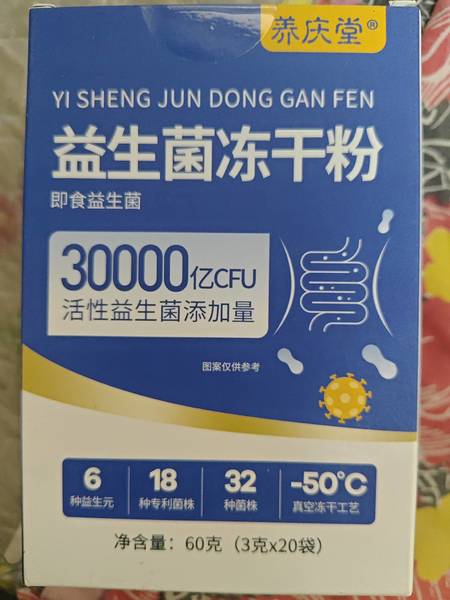 养庆堂®
YI SHENG JUN DONG GAN FEN
益生菌冻干粉
即食益生菌
30000亿CFU
活性益生菌添加量
图案仅供参考
6 18 32 -50℃
种益生元 种专利菌株 种菌株 真空冻干工艺
净含量：60克（3克x20袋）